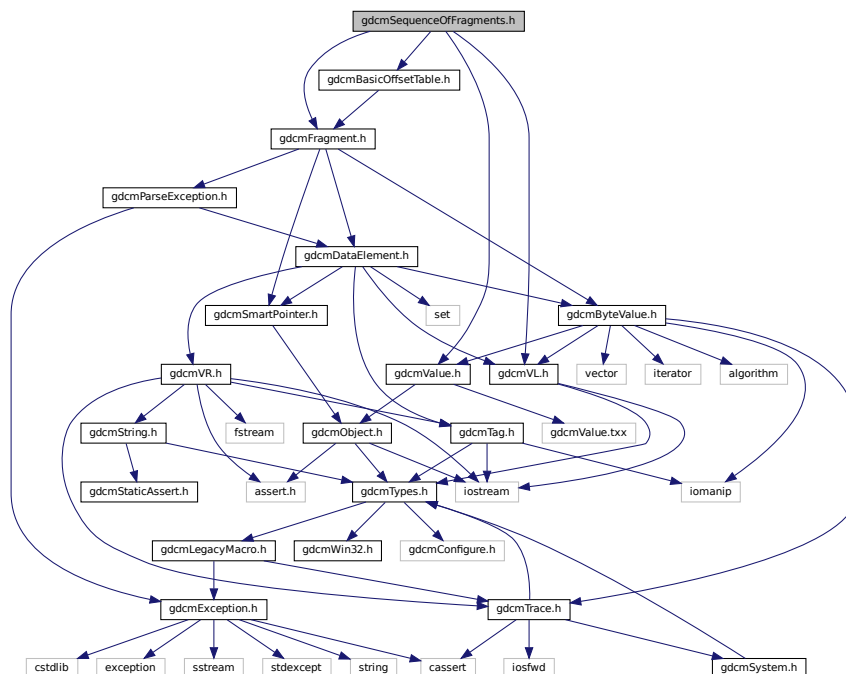 gdcmSequenceOfFragments.h
gdcmBasicOffsetTable.h
gdcmFragment.h
gdcmParseException.h
gdcmDataElement.h
gdcmSmartPointer.h
set
gdcmByteValue.h
gdcmVR.h
gdcmValue.h
gdcmVL.h
vector
iterator
algorithm
gdcmString.h
fstream
gdcmObject.h
gdcmTag.h
gdcmValue.txx
gdcmStaticAssert.h
assert.h
gdcmTypes.h
iostream
iomanip
gdcmLegacyMacro.h
gdcmWin32.h
gdcmConfigure.h
gdcmException.h
gdcmTrace.h
cstdlib
exception
sstream
stdexcept
string
cassert
iosfwd
gdcmSystem.h